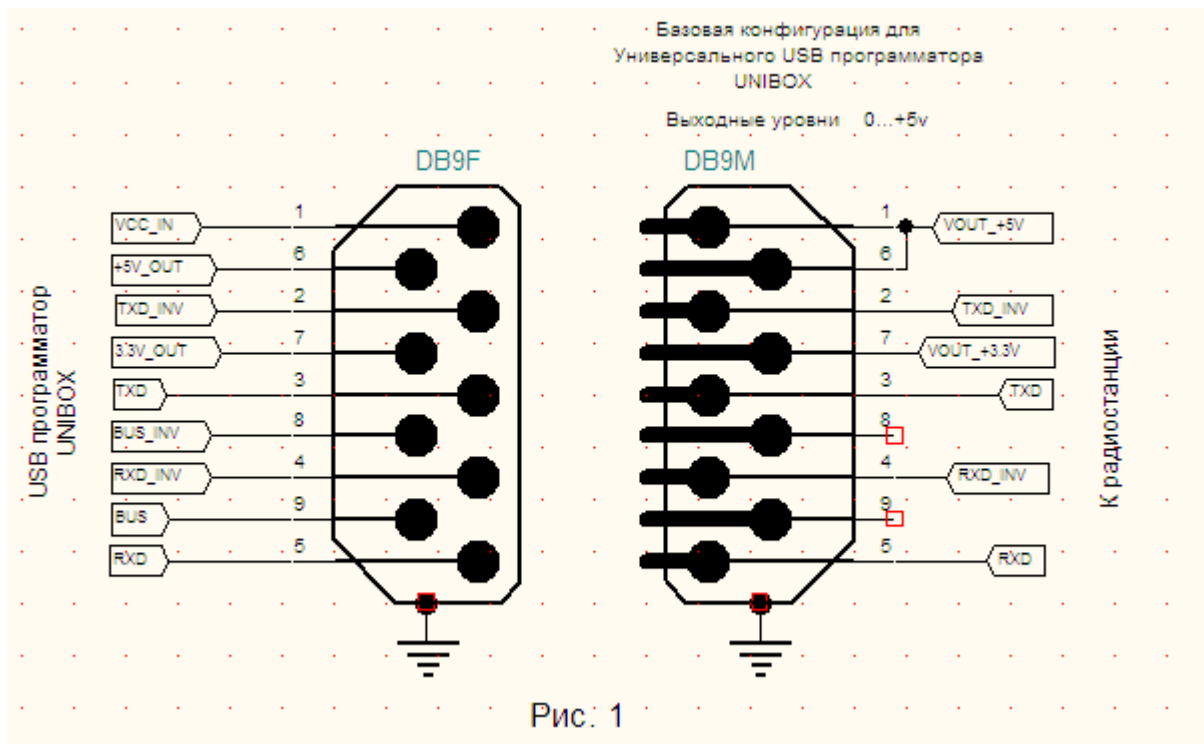 Базовая конфигурация для
Универсального USB программатора
UNIBOX
Выходные уровни 0...+5v
DB9F
DB9M
USB программатор
UNIBOX
VCC_IN 1
+5V_OUT 6
TXD_INV 2
3.3V_OUT 7
TXD 3
BUS_INV 8
RXD_INV 4
BUS 9
RXD 5
1 VOUT_+5V
6
2 TXD_INV
7 VOUT_+3.3V
3 TXD
8
4 RXD_INV
9
5 RXD
К радиостанции
Рис. 1